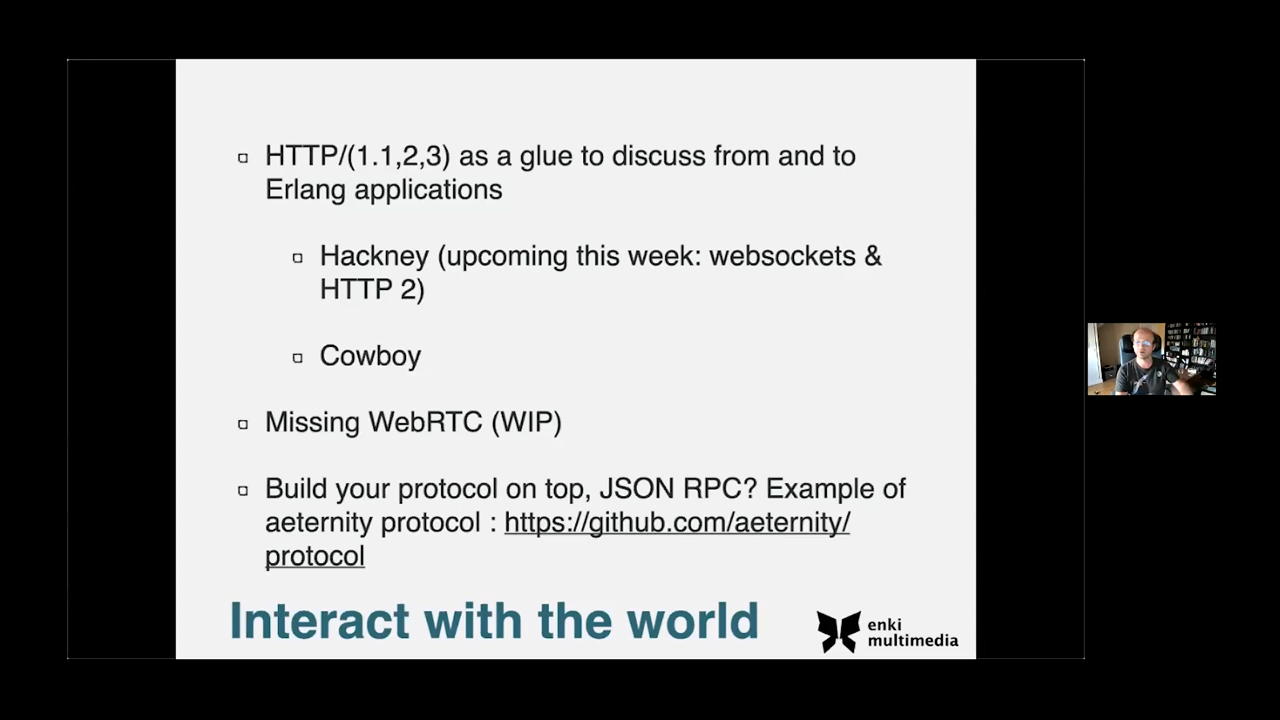 HTTP/(1.1,2,3) as a glue to discuss from and to
Erlang applications
Hackney (upcoming this week: websockets &
HTTP 2)
Cowboy
Missing WebRTC (WIP)
Build your protocol on top, JSON RPC? Example of
aeternity protocol : https://github.com/aeternity/
protocol
Interact with the world
enki
multimedia